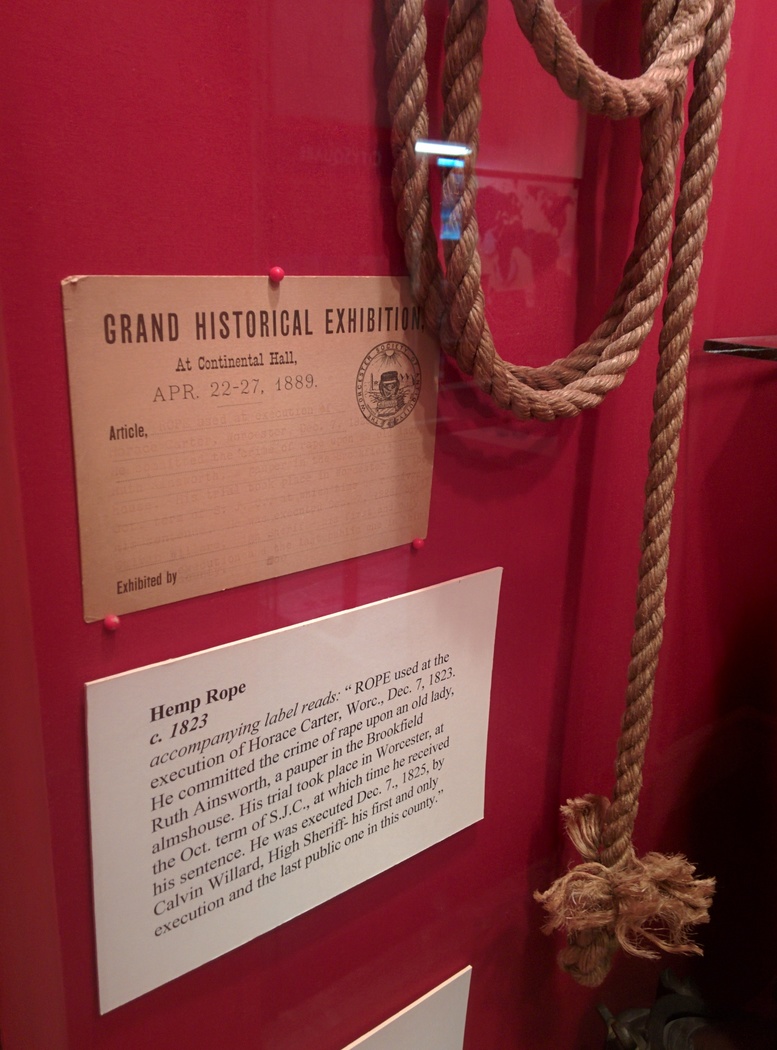 GRAND HISTORICAL EXHIBITION,
At Continental Hall,
APR. 22-27, 1889.
WORCESTER SOCIETY OF
Article,
Exhibited by
Hemp Rope
c. 1823
accompanying label reads: “ ROPE used at the
execution of Horace Carter, Worc., Dec. 7, 1823.
He committed the crime of rape upon an old lady,
Ruth Ainsworth, a pauper in the Brookfield
almshouse. His trial took place in Worcester, at
the Oct. term of S.J.C., at which time he received
his sentence. He was executed Dec. 7., 1825, by
Calvin Willard, High Sheriff- his first and only
execution and the last public one in this county.”